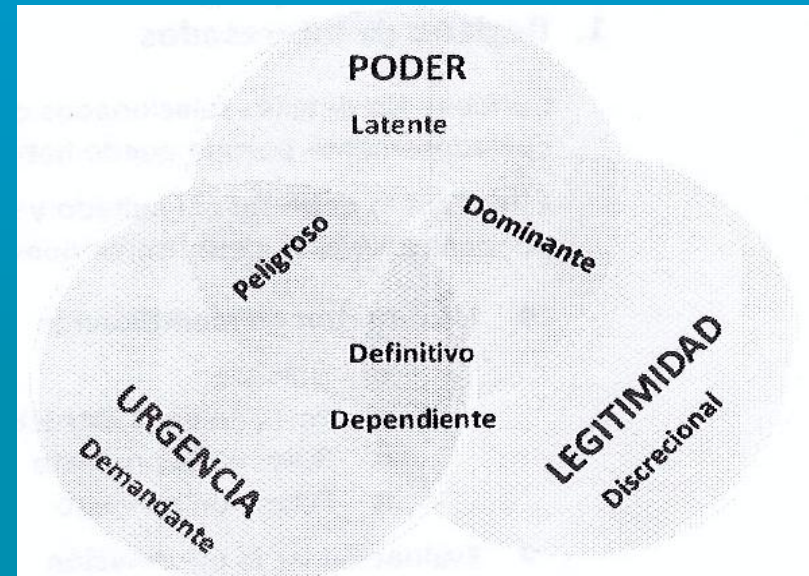 PODER
Latente
Peligroso
Dominante
Definitivo
Dependiente
URGENCIA
Demandante
LEGITIMIDAD
Discrecional